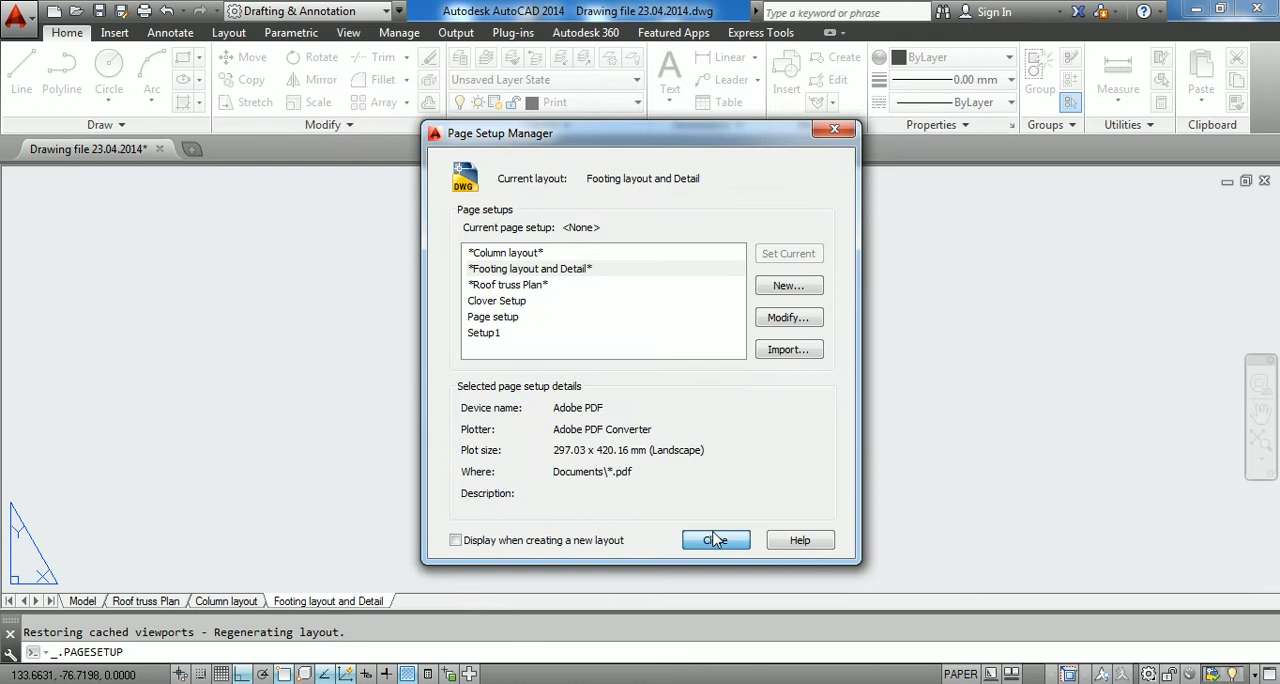 Drafting & Annotation
Autodesk AutoCAD 2014 Drawing file 23.04.2014.dwg
Type a keyword or phrase
Sign In
Home Insert Annotate Layout Parametric View Manage Output Plug-ins Autodesk 360 Featured Apps Express Tools
Move Rotate Trim Linear Create ByLayer
Line Polyline Circle Arc Copy Mirror Fillet Unsaved Layer State Text Leader Insert Edit 0.00 mm Group Measure Paste
Stretch Scale Array Print Table ByLayer
Draw Modify Properties Groups Utilities Clipboard
Drawing file 23.04.2014*
Page Setup Manager
DWG
Current layout: Footing layout and Detail
Page setups
Current page setup: <None>
*Column layout*
*Footing layout and Detail*
*Roof truss Plan*
Clover Setup
Page setup
Setup1
Set Current
New...
Modify...
Import...
Selected page setup details
Device name: Adobe PDF
Plotter: Adobe PDF Converter
Plot size: 297.03 x 420.16 mm (Landscape)
Where: Documents\*.pdf
Description:
Display when creating a new layout
Help
Y
X
Model Roof truss Plan Column layout Footing layout and Detail
Restoring cached viewports - Regenerating layout.
_.PAGESETUP
133.6631, -76.7198, 0.0000
PAPER